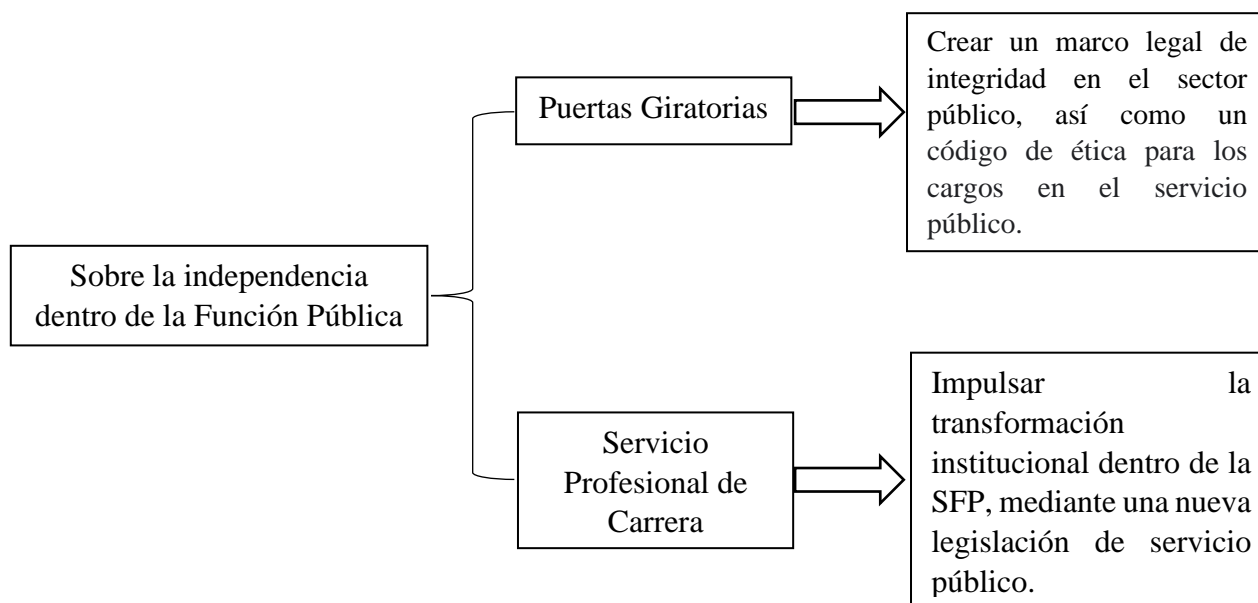 Sobre la independencia
dentro de la Función Pública
Puertas Giratorias
Crear un marco legal de
integridad en el sector
público, así como un
código de ética para los
cargos en el servicio
público.
Servicio
Profesional de
Carrera
Impulsar la
transformación
institucional dentro de la
SFP, mediante una nueva
legislación de servicio
público.